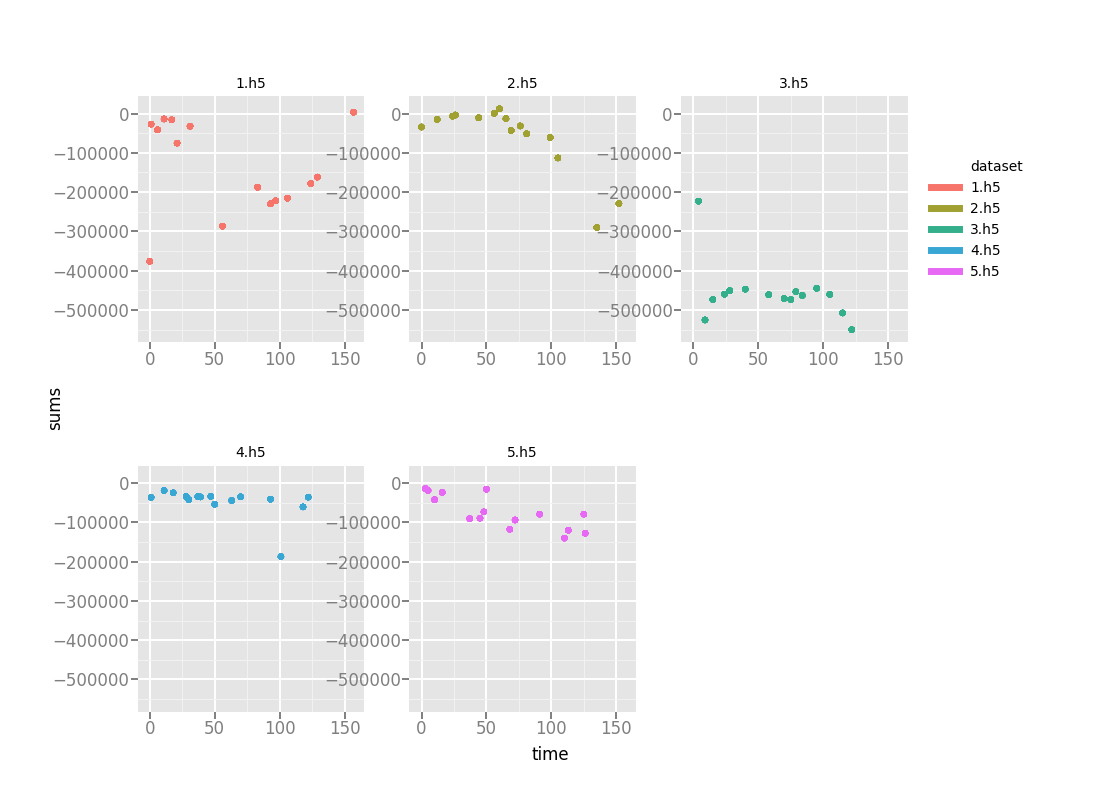 1.h5 2.h5 3.h5
0 0 0
−100000 −100000 −100000
−200000 −200000 −200000
−300000 −300000 −300000
−400000 −400000 −400000
−500000 −500000 −500000
0 50 100 150 0 50 100 150 0 50 100 150
dataset
1.h5
2.h5
3.h5
4.h5
5.h5
sums
4.h5 5.h5
0 0
−100000 −100000
−200000 −200000
−300000 −300000
−400000 −400000
−500000 −500000
0 50 100 150 0 50 100 150
time